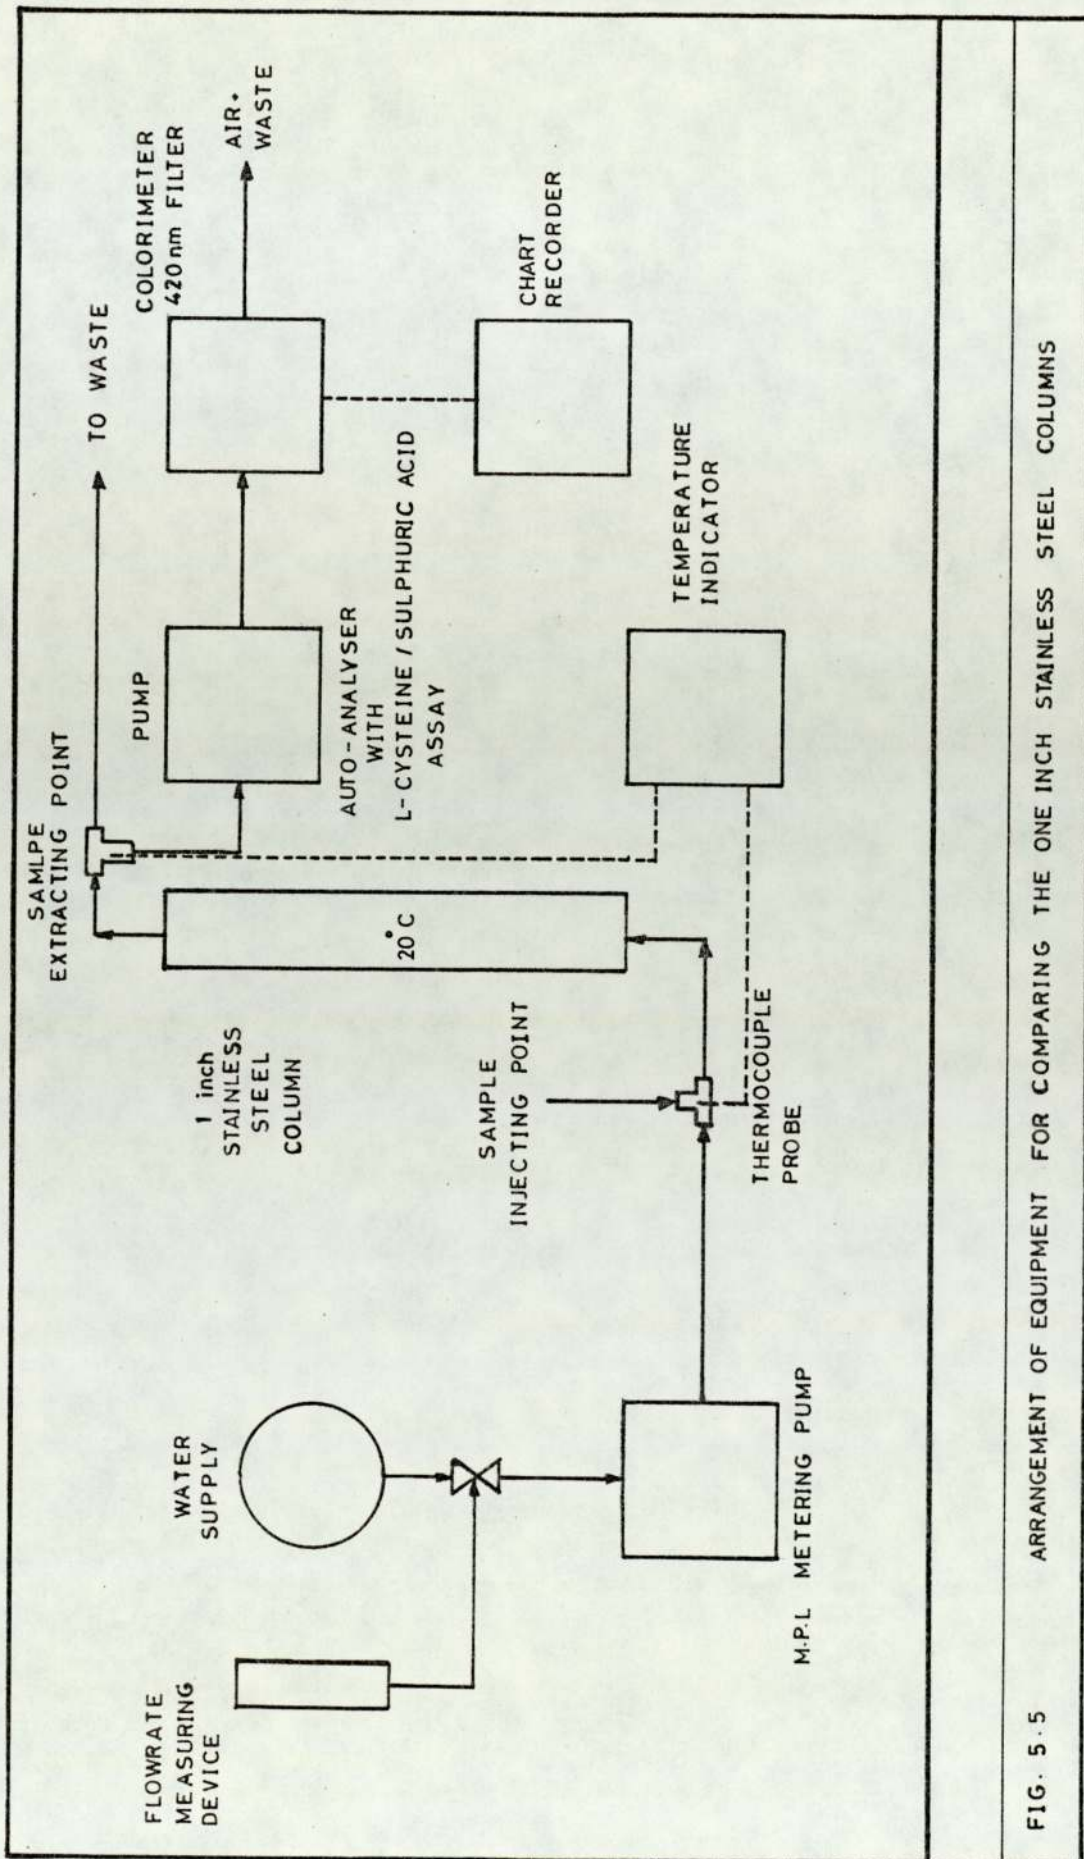 FLOWRATE
MEASURING
DEVICE
WATER
SUPPLY
M.P.L METERING PUMP
SAMPLE
INJECTING POINT
THERMOCOUPLE
PROBE
1 inch
STAINLESS
STEEL
COLUMN
20°C
SAMLPE
EXTRACTING POINT
TO WASTE
PUMP
AUTO-ANALYSER
WITH
L-CYSTEINE / SULPHURIC ACID
ASSAY
COLORIMETER
420nm FILTER
AIR+
WASTE
CHART
RECORDER
TEMPERATURE
INDICATOR
FIG. 5·5 ARRANGEMENT OF EQUIPMENT FOR COMPARING THE ONE INCH STAINLESS STEEL COLUMNS